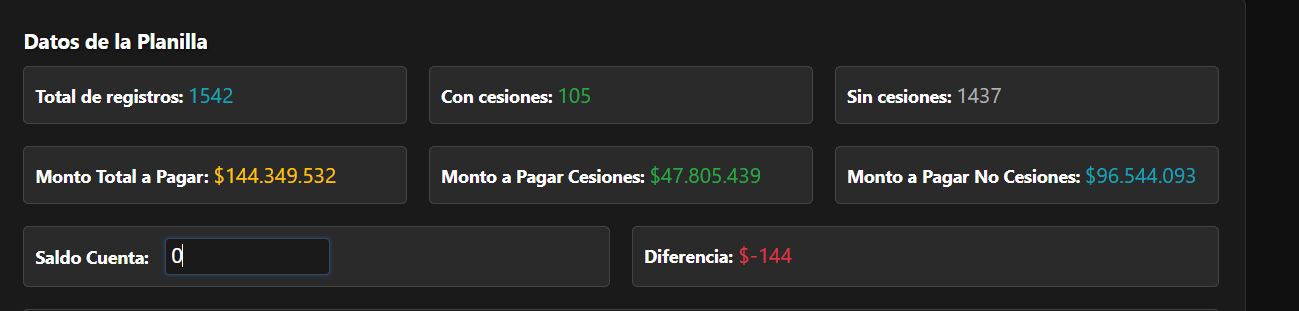 Datos de la Planilla
Total de registros: 1542
Con cesiones: 105
Sin cesiones: 1437
Monto Total a Pagar: $144.349.532
Monto a Pagar Cesiones: $47.805.439
Monto a Pagar No Cesiones: $96.544.093
Saldo Cuenta: 0
Diferencia: $-144